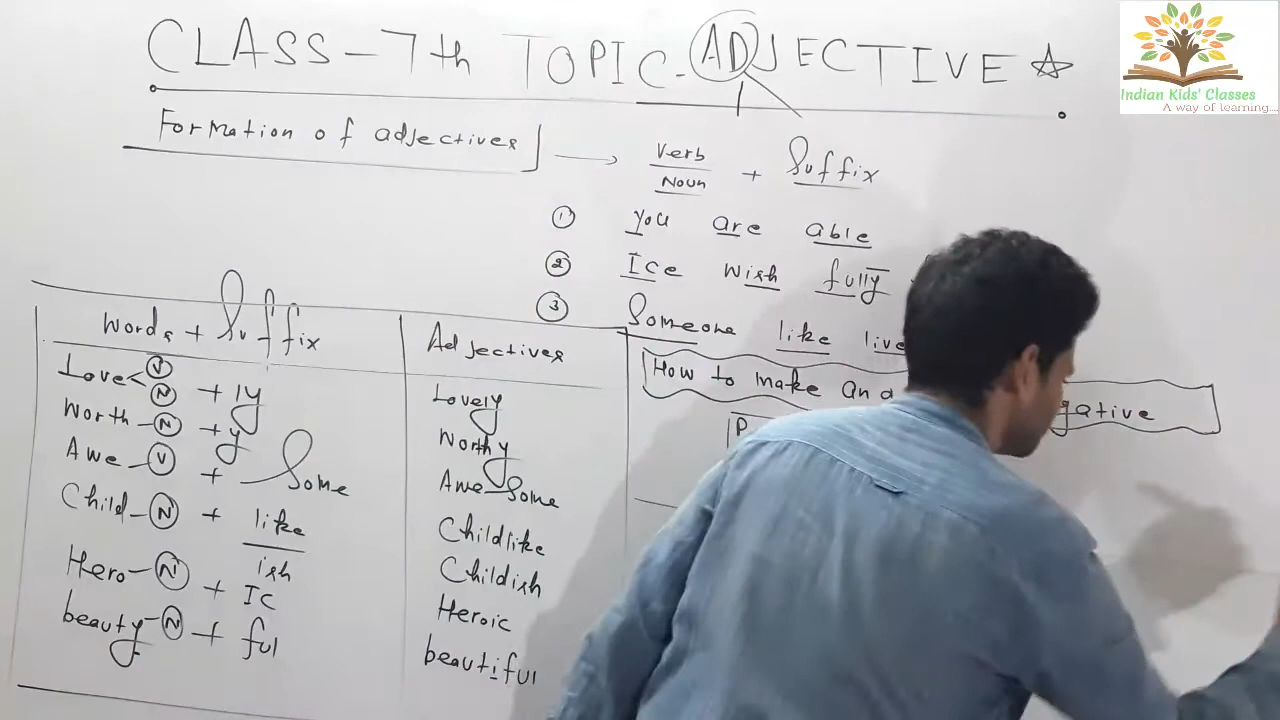 CLASS - 7th TOPIC - ADJECTIVE
Indian Kids' Classes
A way of learning....
Formation of adjectives
Verb
Noun + Suffix
1 You are able
2 Ice wish fully
3 Someone like live
Words + Suffix
Adjectives
Love V
N + ly
Lovely
Worth - N + y
Worthy
Awe - V + Some
AweSome
Child - N + like
ish
Childlike
Childish
Hero - N + IC
Heroic
beauty - N + ful
beautiful
How to make an a gative
P